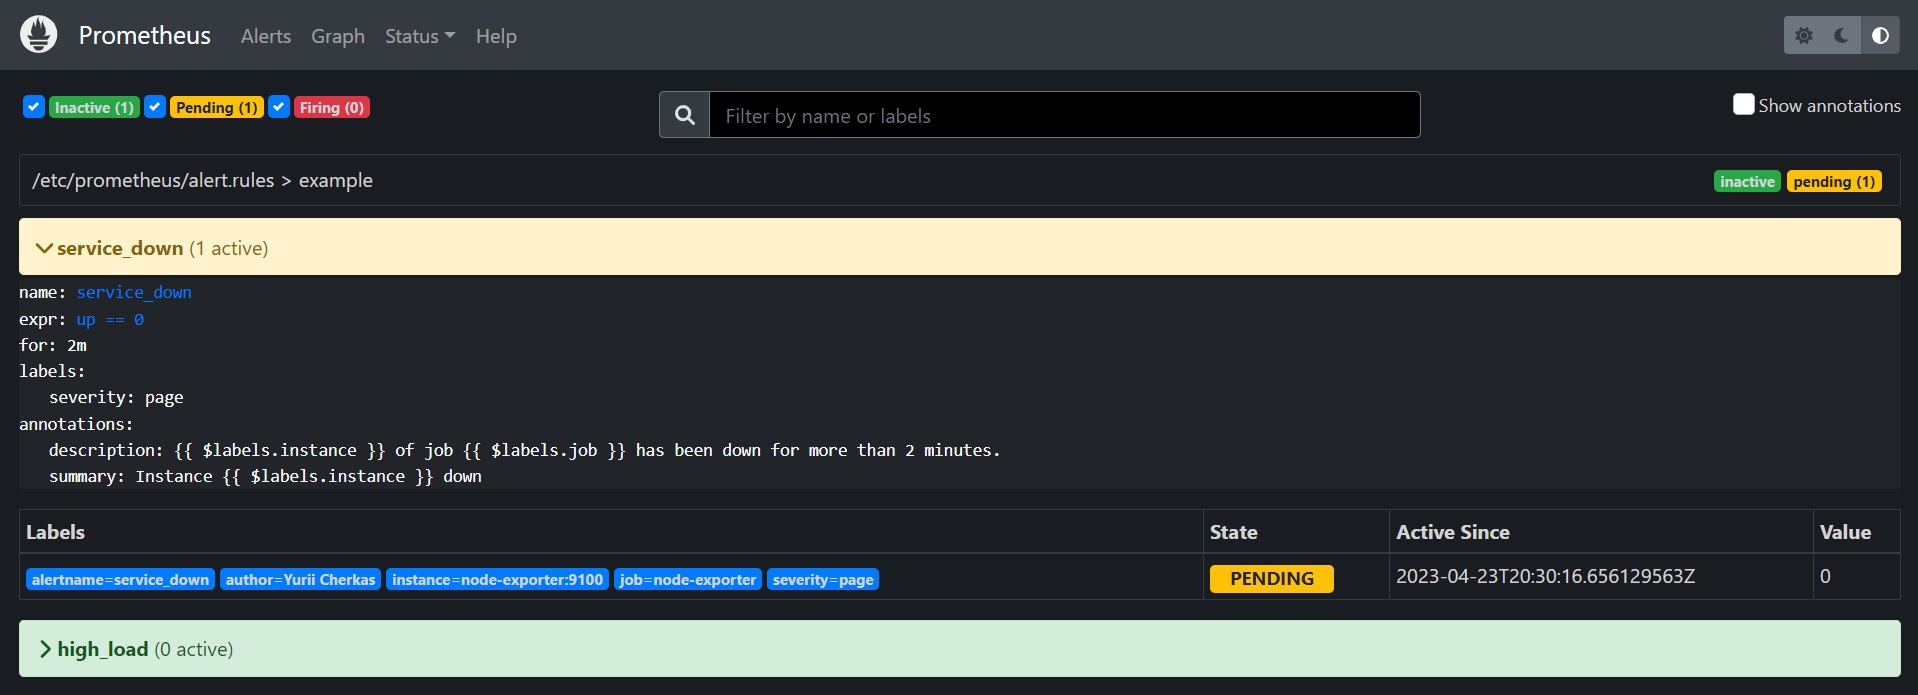 Prometheus Alerts Graph Status Help
Inactive (1) Pending (1) Firing (0) Filter by name or labels Show annotations
/etc/prometheus/alert.rules > example inactive pending (1)
service_down (1 active)
name: service_down
expr: up == 0
for: 2m
labels:
severity: page
annotations:
description: {{ $labels.instance }} of job {{ $labels.job }} has been down for more than 2 minutes.
summary: Instance {{ $labels.instance }} down
Labels State Active Since Value
alertname=service_down author=Yurii Cherkas instance=node-exporter:9100 job=node-exporter severity=page PENDING 2023-04-23T20:30:16.656129563Z 0
high_load (0 active)